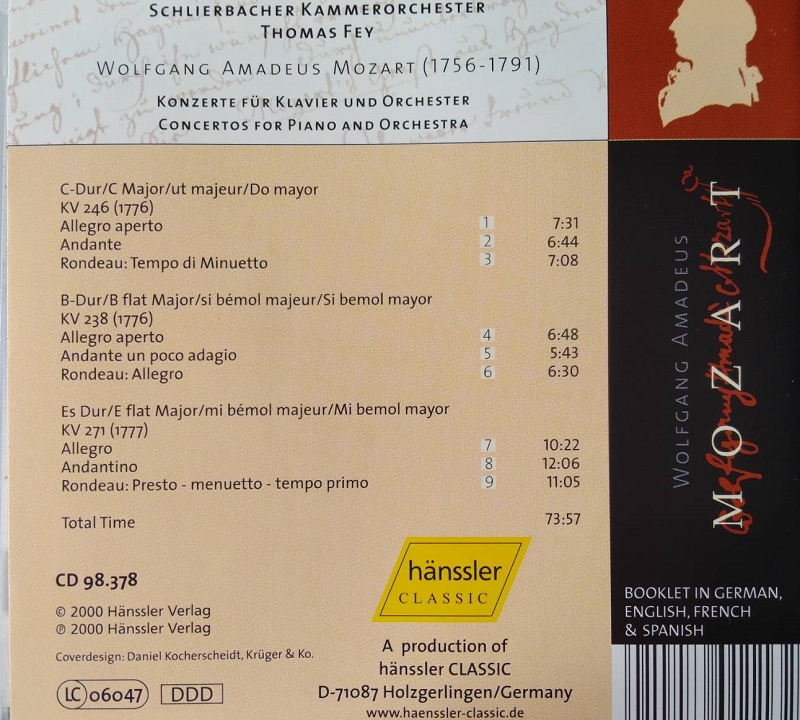 SCHLIERBACHER KAMMERORCHESTER
THOMAS FEY
WOLFGANG AMADEUS MOZART (1756-1791)
KONZERTE FÜR KLAVIER UND ORCHESTER
CONCERTOS FOR PIANO AND ORCHESTRA
C-Dur/C Major/ut majeur/Do mayor
KV 246 (1776)
Allegro aperto 1 7:31
Andante 2 6:44
Rondeau: Tempo di Minuetto 3 7:08
B-Dur/B flat Major/si bémol majeur/Si bemol mayor
KV 238 (1776)
Allegro aperto 4 6:48
Andante un poco adagio 5 5:43
Rondeau: Allegro 6 6:30
Es Dur/E flat Major/mi bémol majeur/Mi bemol mayor
KV 271 (1777)
Allegro 7 10:22
Andantino 8 12:06
Rondeau: Presto - menuetto - tempo primo 9 11:05
Total Time 73:57
CD 98.378
© 2000 Hänssler Verlag
℗ 2000 Hänssler Verlag
Coverdesign: Daniel Kocherscheidt, Krüger & Ko.
LC 06047 DDD
hänssler
CLASSIC
A production of
hänssler CLASSIC
D-71087 Holzgerlingen/Germany
www.haenssler-classic.de
WOLFGANG AMADEUS
MOZART
BOOKLET IN GERMAN,
ENGLISH, FRENCH
& SPANISH